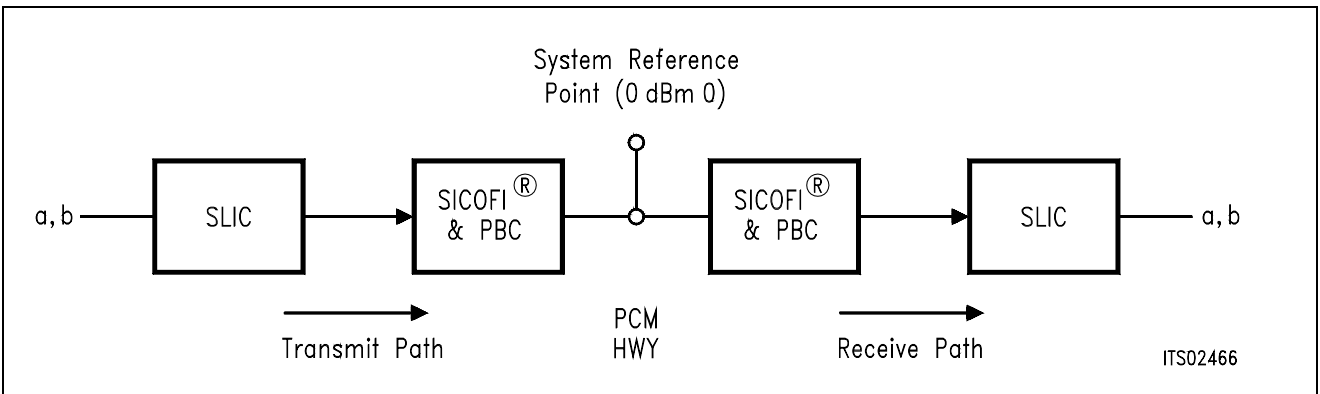 System Reference
Point (0 dBm 0)
a,b
SLIC
SICOFI®
& PBC
SICOFI®
& PBC
SLIC
a,b
Transmit Path
PCM
HWY
Receive Path
ITS02466